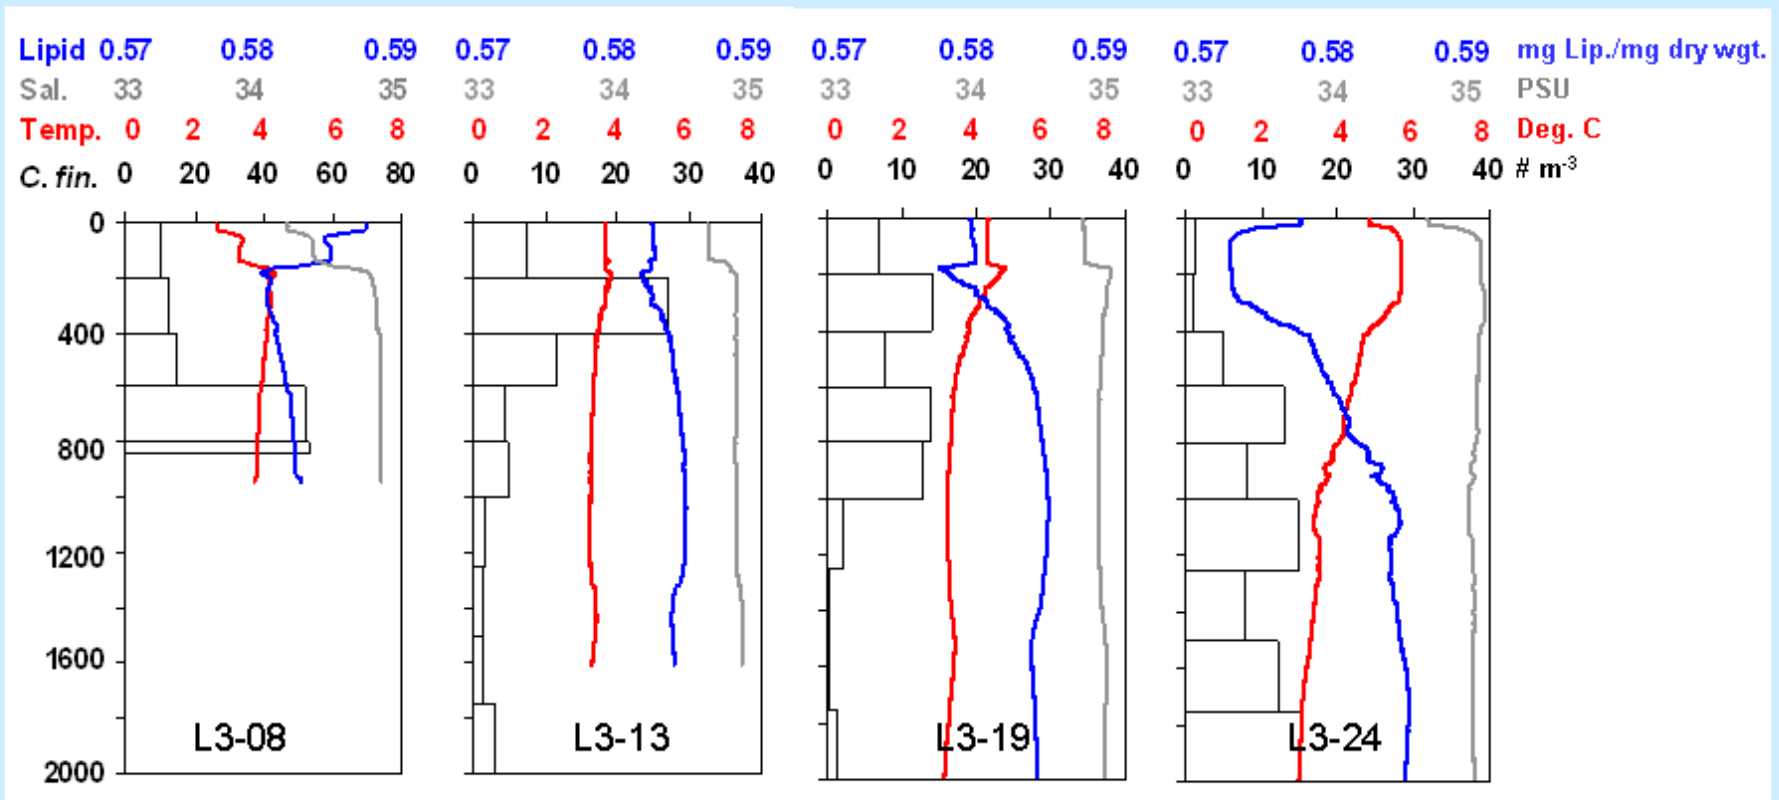 Lipid 0.57 0.58 0.59 0.57 0.58 0.59 0.57 0.58 0.59 0.57 0.58 0.59 mg Lip./mg dry wgt.
Sal. 33 34 35 33 34 35 33 34 35 33 34 35 PSU
Temp. 0 2 4 6 8 0 2 4 6 8 0 2 4 6 8 0 2 4 6 8 Deg. C
C. fin. 0 20 40 60 80 0 10 20 30 40 0 10 20 30 40 0 10 20 30 40 # m-3
0
400
800
1200
1600
2000
L3-08 L3-13 L3-19 L3-24